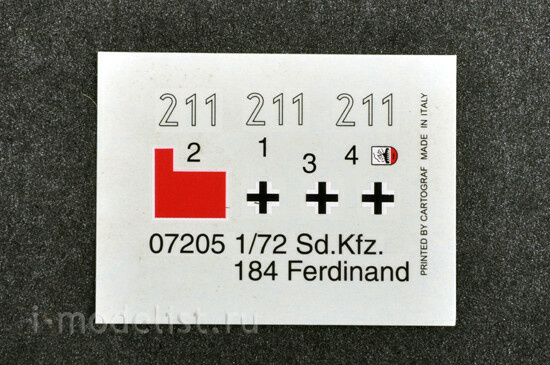 211 211 211
2 1 3 4
07205 1/72 Sd.Kfz.
184 Ferdinand
PRINTED BY CARTOGRAF MADE IN ITALY
i-modelist.ru